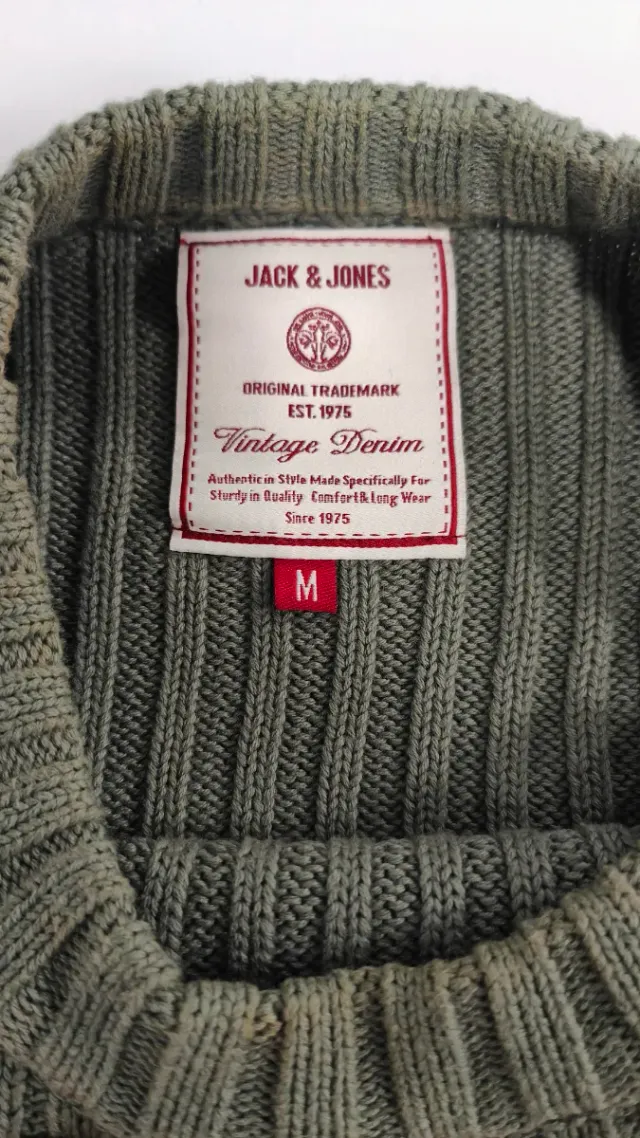 JACK & JONES
ORIGINAL TRADEMARK
EST. 1975
Vintage Denim
Authentic in Style Made Specifically For
Sturdy in Quality Comfort & Long Wear
Since 1975
M